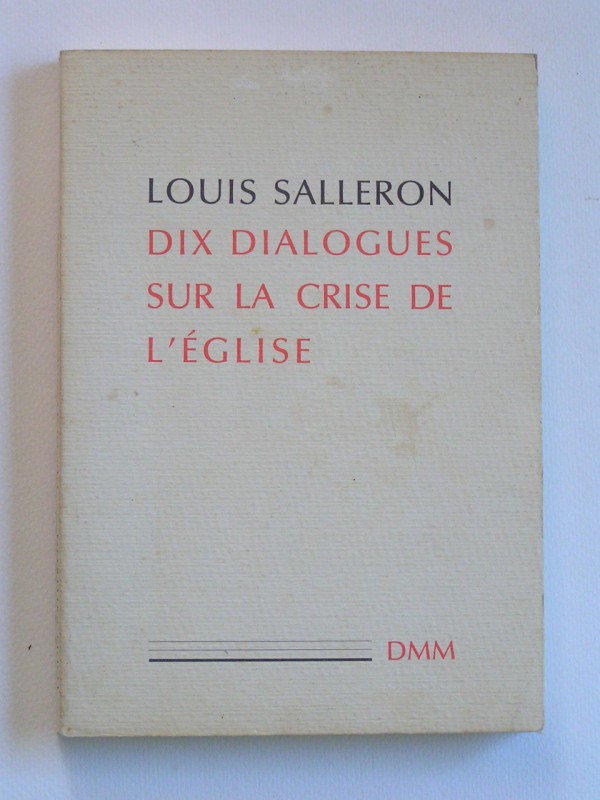 LOUIS SALLERON
DIX DIALOGUES
SUR LA CRISE DE
L'ÉGLISE
DMM